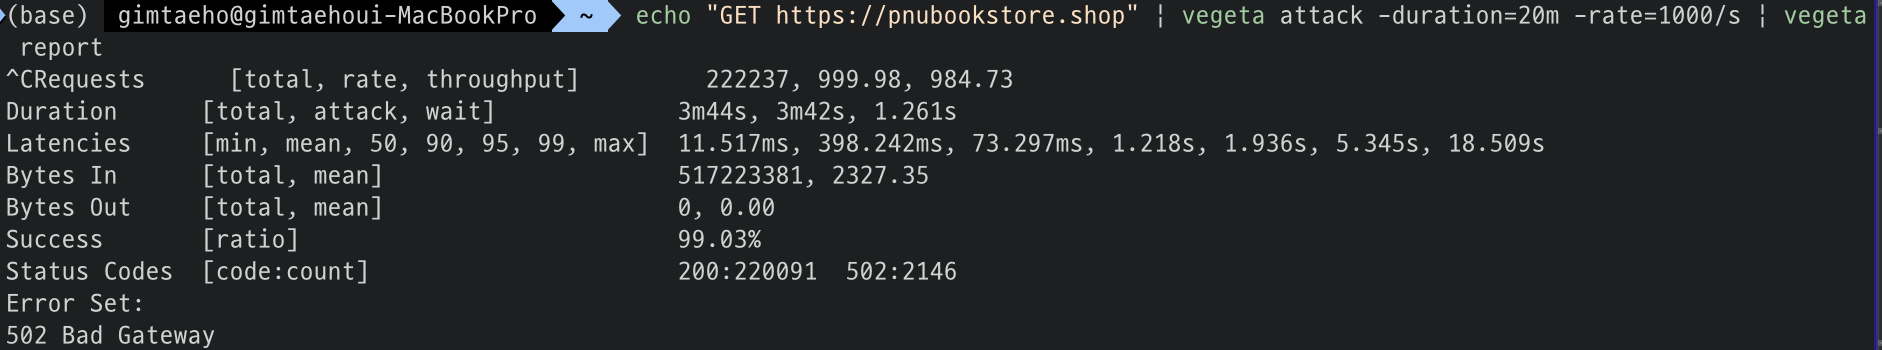 (base) gimtaeho@gimtaehoui-MacBookPro ~ echo "GET https://pnubookstore.shop" | vegeta attack -duration=20m -rate=1000/s | vegeta
report
^CRequests [total, rate, throughput] 222237, 999.98, 984.73
Duration [total, attack, wait] 3m44s, 3m42s, 1.261s
Latencies [min, mean, 50, 90, 95, 99, max] 11.517ms, 398.242ms, 73.297ms, 1.218s, 1.936s, 5.345s, 18.509s
Bytes In [total, mean] 517223381, 2327.35
Bytes Out [total, mean] 0, 0.00
Success [ratio] 99.03%
Status Codes [code:count] 200:220091 502:2146
Error Set:
502 Bad Gateway